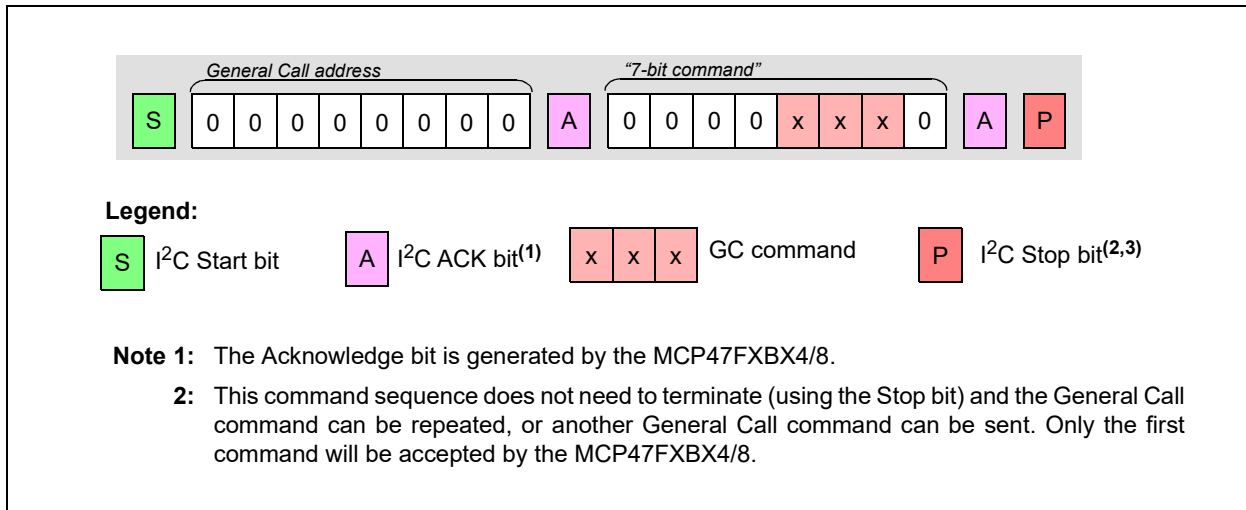 General Call address "7-bit command"
S 0 0 0 0 0 0 0 0 A 0 0 0 0 x x x 0 A P
Legend:
S I²C Start bit A I²C ACK bit(1) x x x GC command P I²C Stop bit(2,3)
Note 1: The Acknowledge bit is generated by the MCP47FXBX4/8.
2: This command sequence does not need to terminate (using the Stop bit) and the General Call
command can be repeated, or another General Call command can be sent. Only the first
command will be accepted by the MCP47FXBX4/8.